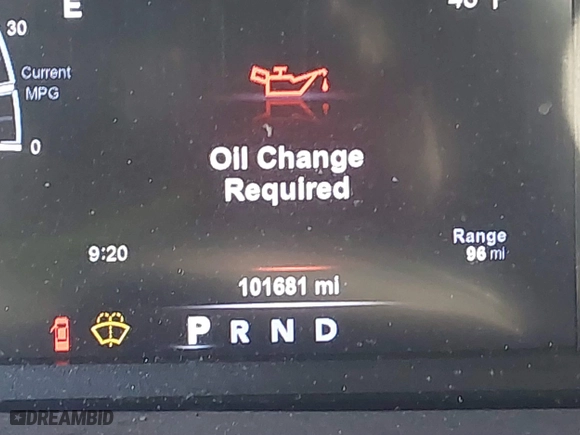 E
30
Current
MPG
0
Oil Change
Required
9:20
Range
96 mi
101681 mi
P R N D
DREAMBID